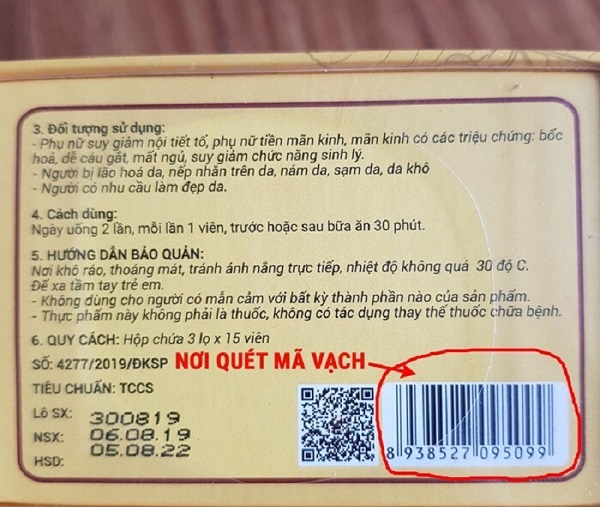 3. Đối tượng sử dụng:
- Phụ nữ suy giảm nội tiết tố, phụ nữ tiền mãn kinh, mãn kinh có các triệu chứng: bốc
hoả, dễ cáu gắt, mất ngủ, suy giảm chức năng sinh lý.
- Người bị lão hoá da, nếp nhăn trên da, nám da, sạm da, da khô
- Người có nhu cầu làm đẹp da.
4. Cách dùng:
Ngày uống 2 lần, mỗi lần 1 viên, trước hoặc sau bữa ăn 30 phút.
5. HƯỚNG DẪN BẢO QUẢN:
Nơi khô ráo, thoáng mát, tránh ánh nắng trực tiếp, nhiệt độ không quá 30 độ C.
Để xa tầm tay trẻ em.
- Không dùng cho người có mẫn cảm với bất kỳ thành phần nào của sản phẩm.
- Thực phẩm này không phải là thuốc, không có tác dụng thay thế thuốc chữa bệnh.
6. QUY CÁCH: Hộp chứa 3 lọ x 15 viên
SỐ: 4277/2019/ĐKSP NƠI QUÉT MÃ VẠCH
TIÊU CHUẨN: TCCS
Lô SX: 300819
NSX: 06.08.19
HSD: 05.08.22
8 938527 095099